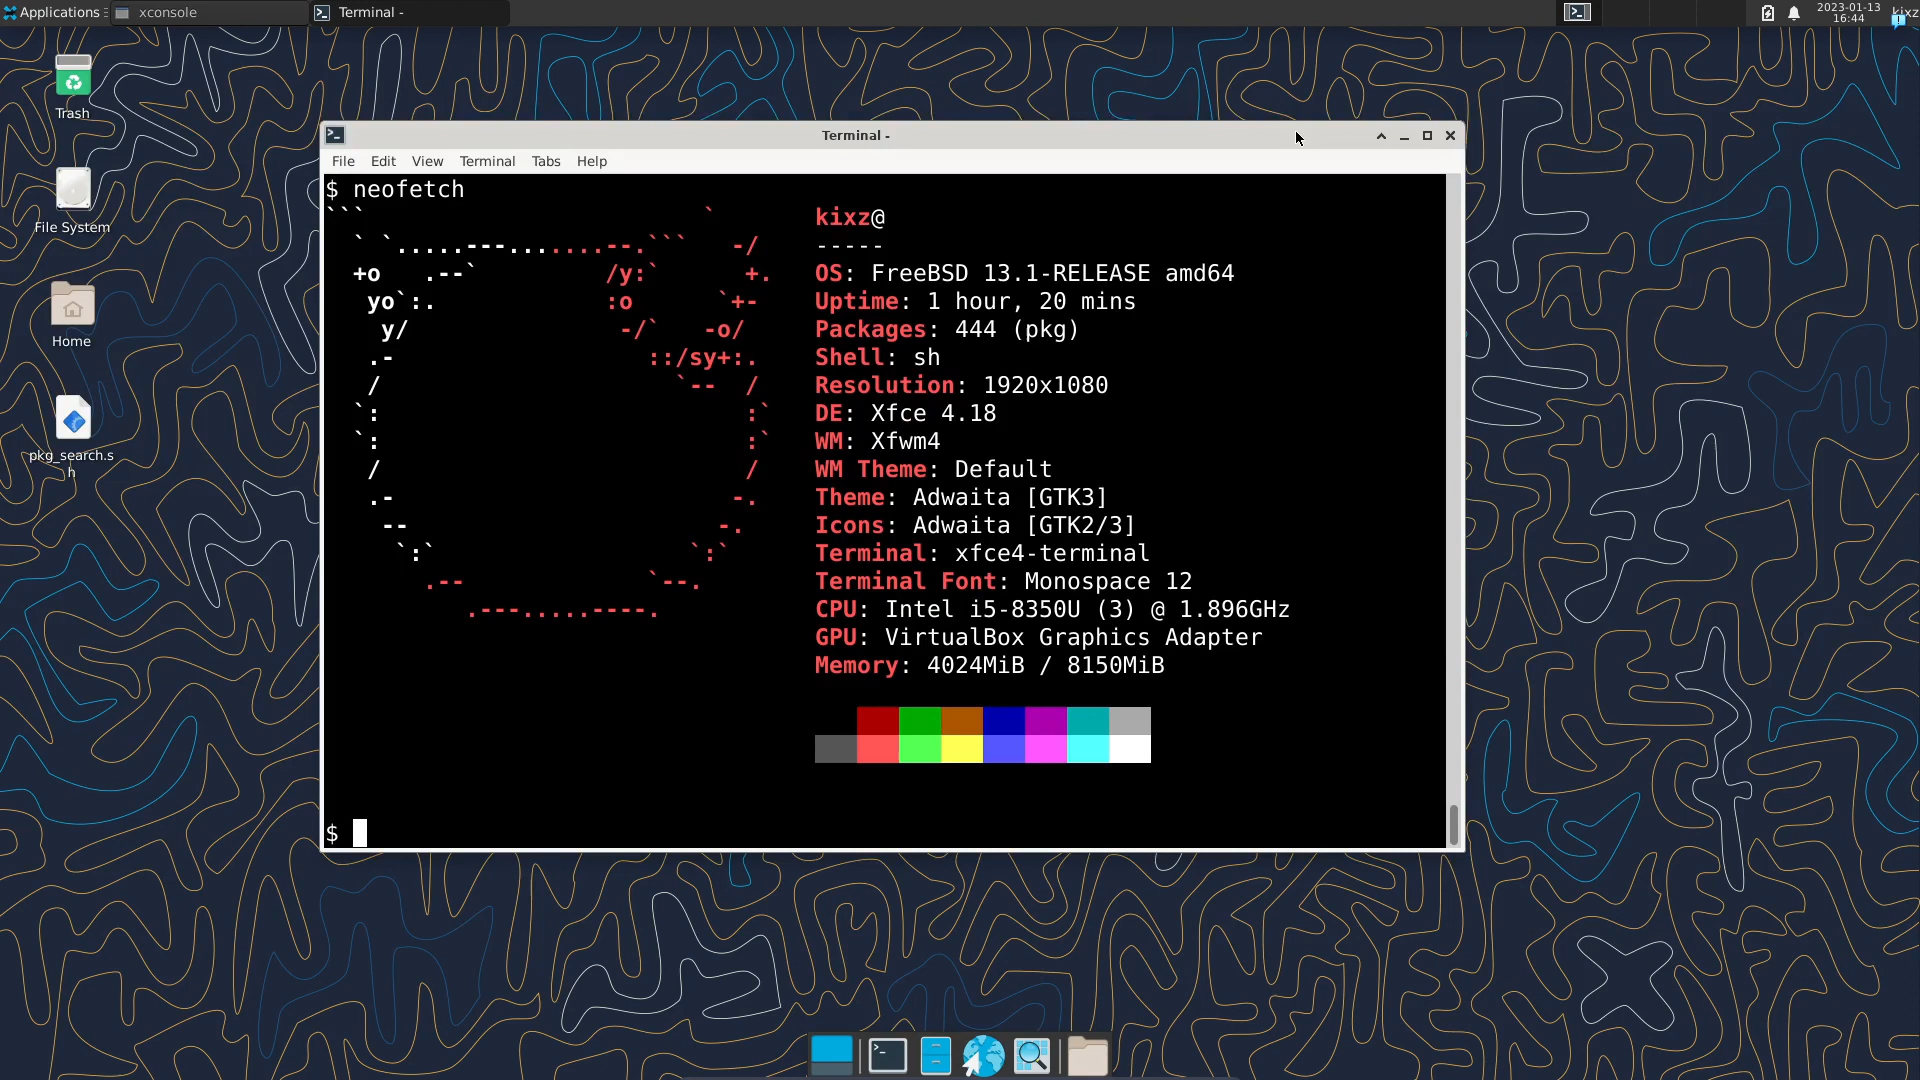 Applications
xconsole
Terminal -
2023-01-13
16:44
kixz
Trash
File System
Home
pkg_search.s
h
Terminal -
File Edit View Terminal Tabs Help
$ neofetch
```                         `        kixz@
  ` `.....---.......--.```   -/    -----
  +o   .--`         /y:`      +.   OS: FreeBSD 13.1-RELEASE amd64
   yo`:.            :o      `+-    Uptime: 1 hour, 20 mins
    y/               -/`   -o/     Packages: 444 (pkg)
   .-                  ::/sy+:.    Shell: sh
   /                     `--  /    Resolution: 1920x1080
  `:                          :`   DE: Xfce 4.18
  `:                          :`   WM: Xfwm4
   /                          /    WM Theme: Default
   .-                        -.    Theme: Adwaita [GTK3]
    --                      -.     Icons: Adwaita [GTK2/3]
     `:`                  `:`      Terminal: xfce4-terminal
       .--             `--.        Terminal Font: Monospace 12
          .---.....----.           CPU: Intel i5-8350U (3) @ 1.896GHz
GPU: VirtualBox Graphics Adapter
Memory: 4024MiB / 8150MiB
$